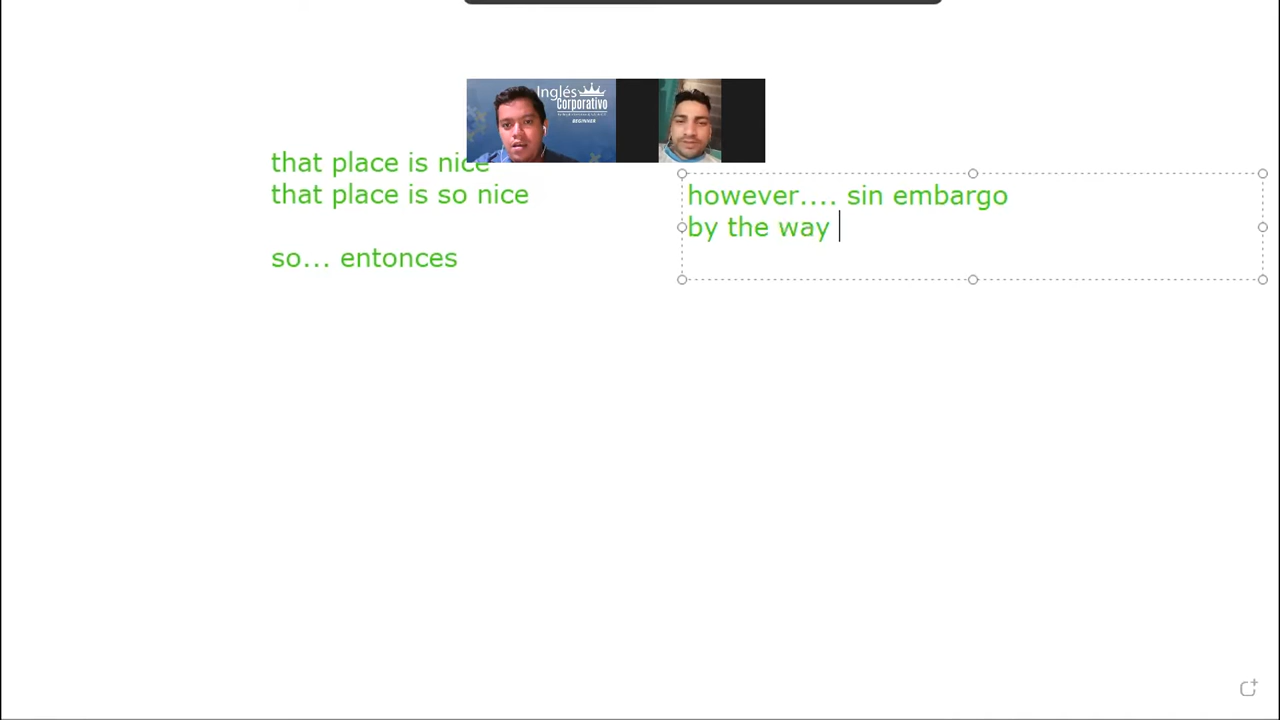 Inglés
Corporativo
BEGINNER
that place is nice
that place is so nice
so... entonces
however.... sin embargo
by the way